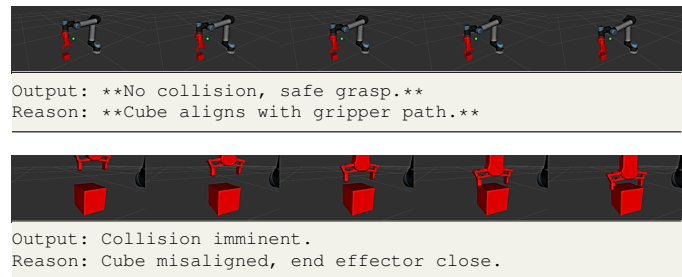 Output: **No collision, safe grasp.**
Reason: **Cube aligns with gripper path.**
Output: Collision imminent.
Reason: Cube misaligned, end effector close.